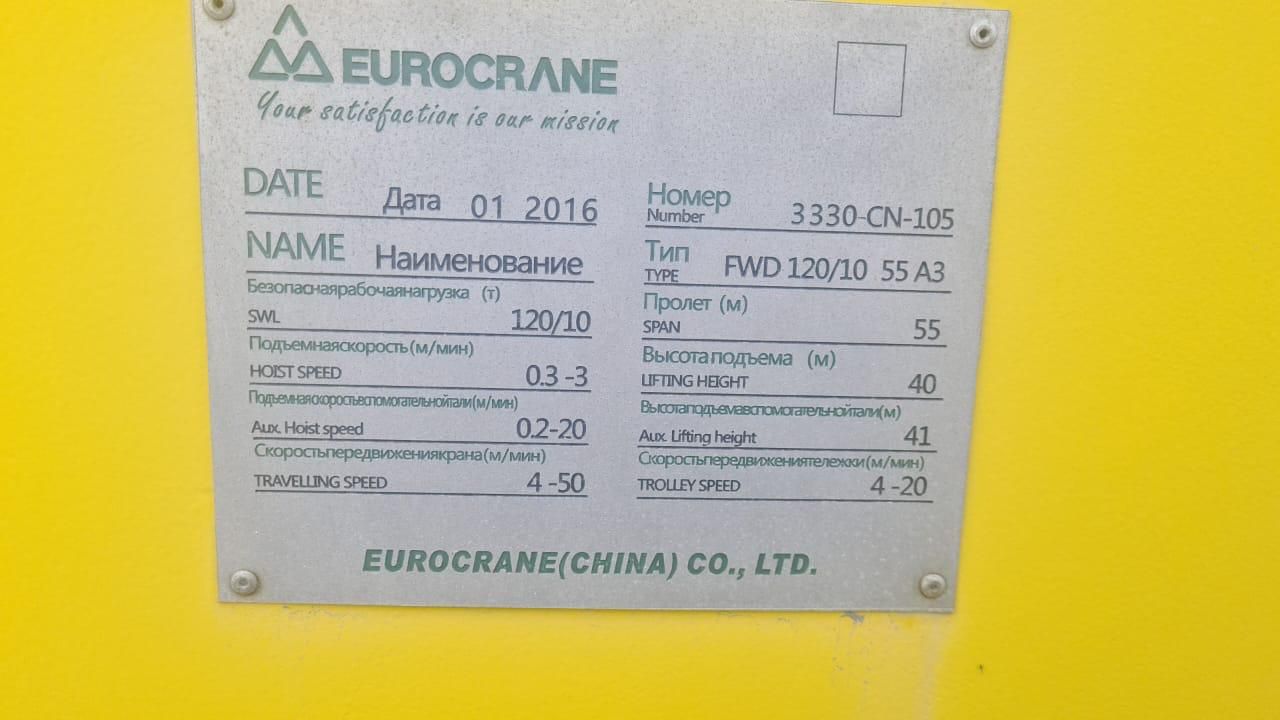 EUROCRANE
Your satisfaction is our mission
DATE Дата 01 2016
Номер
Number 3330-CN-105
NAME Наименование
Тип
TYPE FWD 120/10 55 A3
Безопаснаярабочаянагрузка (т)
SWL 120/10
Пролет (м)
SPAN 55
Подъемнаяскорость(м/мин)
HOIST SPEED 0.3 -3
Высотаподъема (м)
LIFTING HEIGHT 40
Подъемнаяскоростьвспомогательнойтали(м/мин)
Aux. Hoist speed 0.2-20
Высотаподъемавспомогательнойтали(м)
Aux. Lifting height 41
Скоростьпередвижениякрана(м/мин)
TRAVELLING SPEED 4 -50
Скоростьпередвижениятележки(м/мин)
TROLLEY SPEED 4 -20
EUROCRANE(CHINA) CO., LTD.